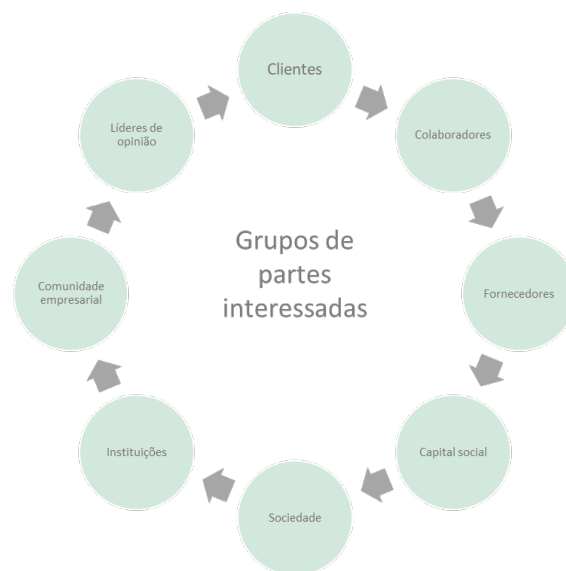 Clientes
Colaboradores
Fornecedores
Capital social
Sociedade
Instituições
Comunidade
empresarial
Líderes de
opinião
Grupos de
partes
interessadas